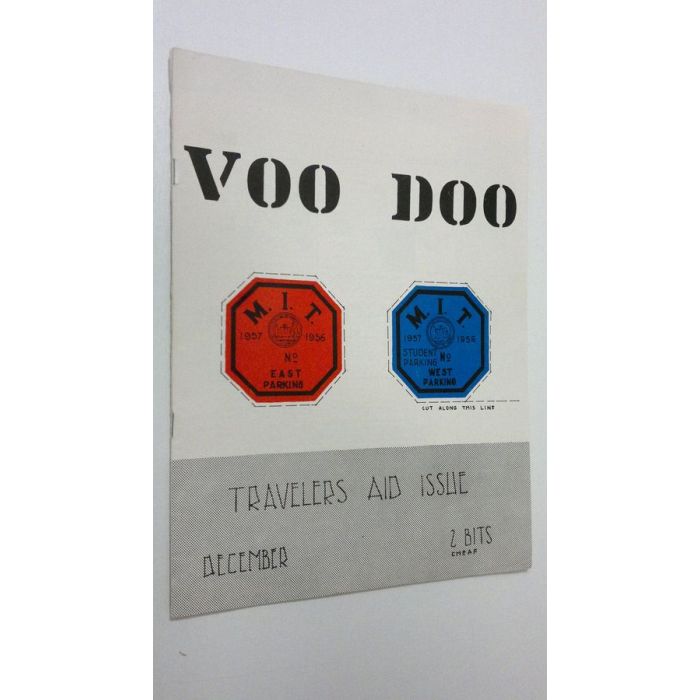 VOO DOO
M. I. T.
1957 1956
No
EAST
PARKING
M. I. T
1957 1956
STUDENT
PARKING No
WEST
PARKING
CUT ALONG THIS LINE
TRAVELERS AID ISSUE
DECEMBER
2 BITS
CHEAP